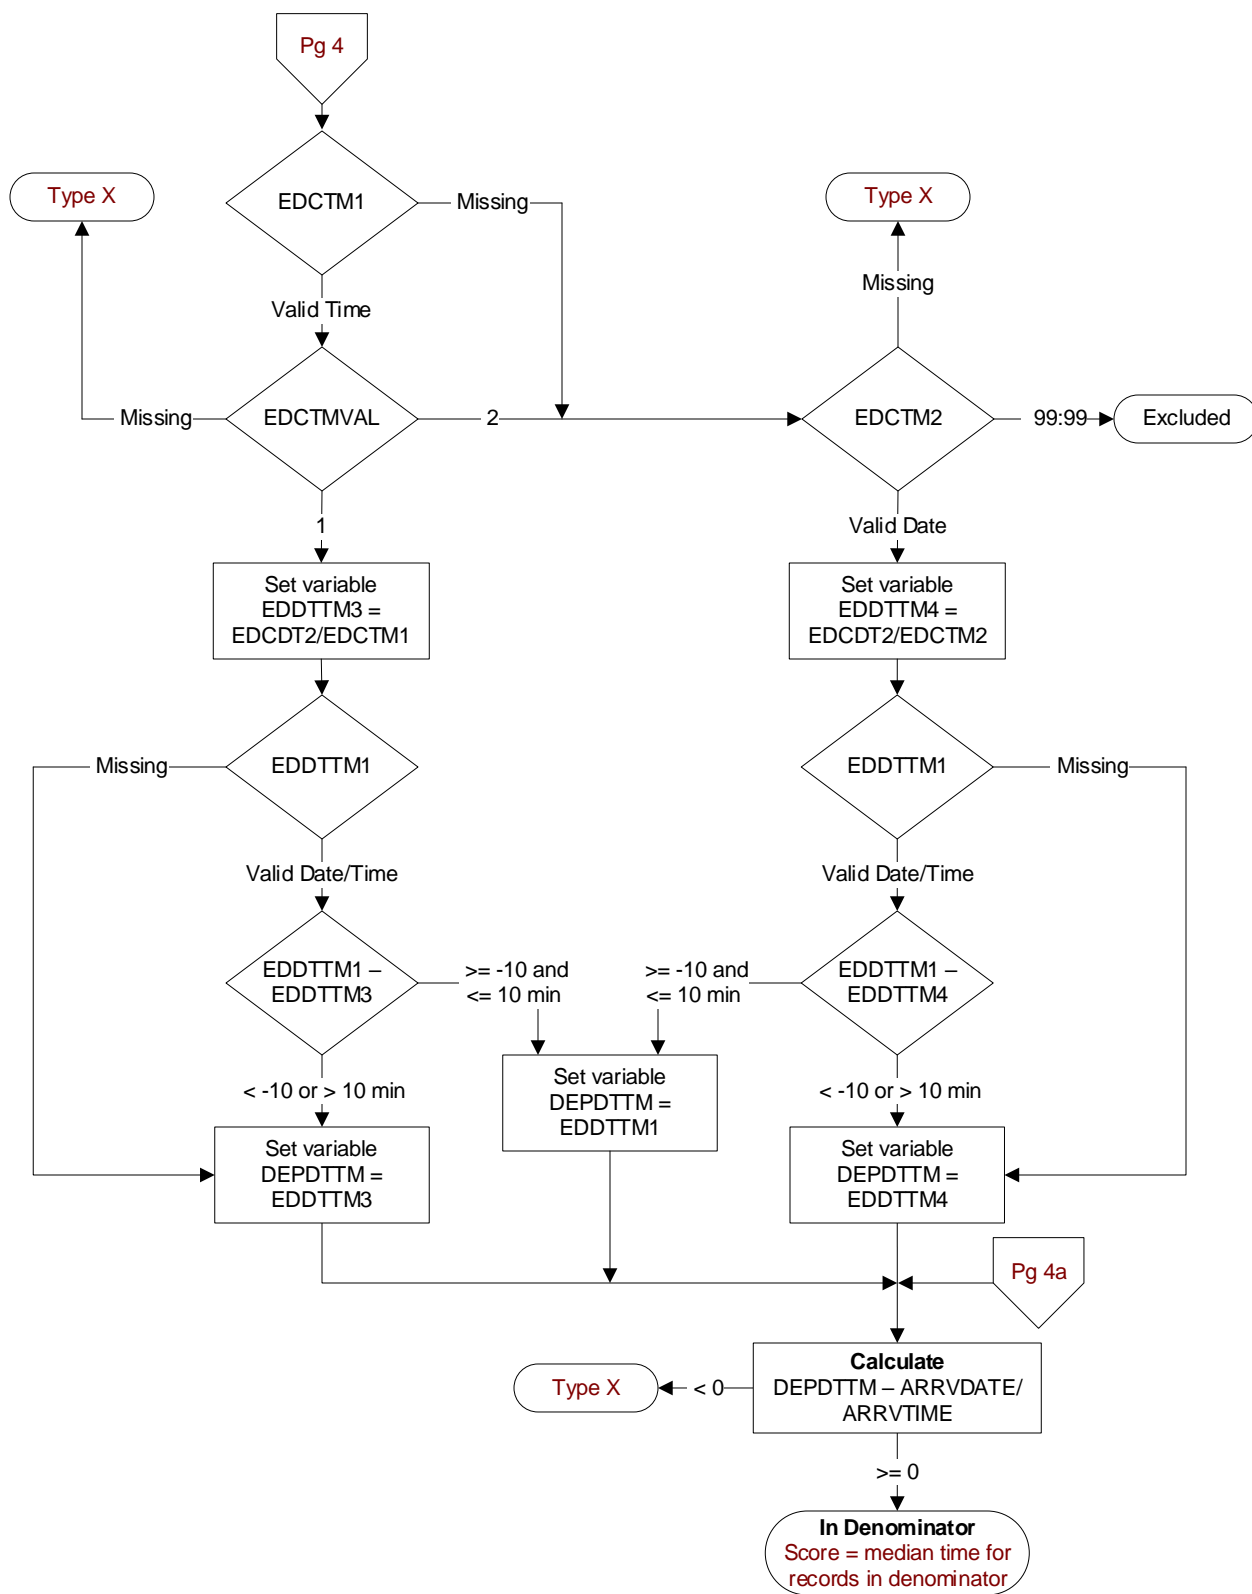 Pg 4
Type X
EDCTM1
Missing
Type X
Missing
Valid Time
Missing
EDCTMVAL
2
EDCTM2
99:99
Excluded
1
Valid Date
Set variable
EDDTTM3 =
EDCDT2/EDCTM1
Set variable
EDDTTM4 =
EDCDT2/EDCTM2
Missing
EDDTTM1
EDDTTM1
Missing
Valid Date/Time
Valid Date/Time
EDDTTM1 –
EDDTTM3
>= -10 and
<= 10 min
>= -10 and
<= 10 min
EDDTTM1 –
EDDTTM4
< -10 or > 10 min
Set variable
DEPDTTM =
EDDTTM1
< -10 or > 10 min
Set variable
DEPDTTM =
EDDTTM3
Set variable
DEPDTTM =
EDDTTM4
Pg 4a
Type X
< 0
Calculate
DEPDTTM – ARRVDATE/
ARRVTIME
>= 0
In Denominator
Score = median time for
records in denominator